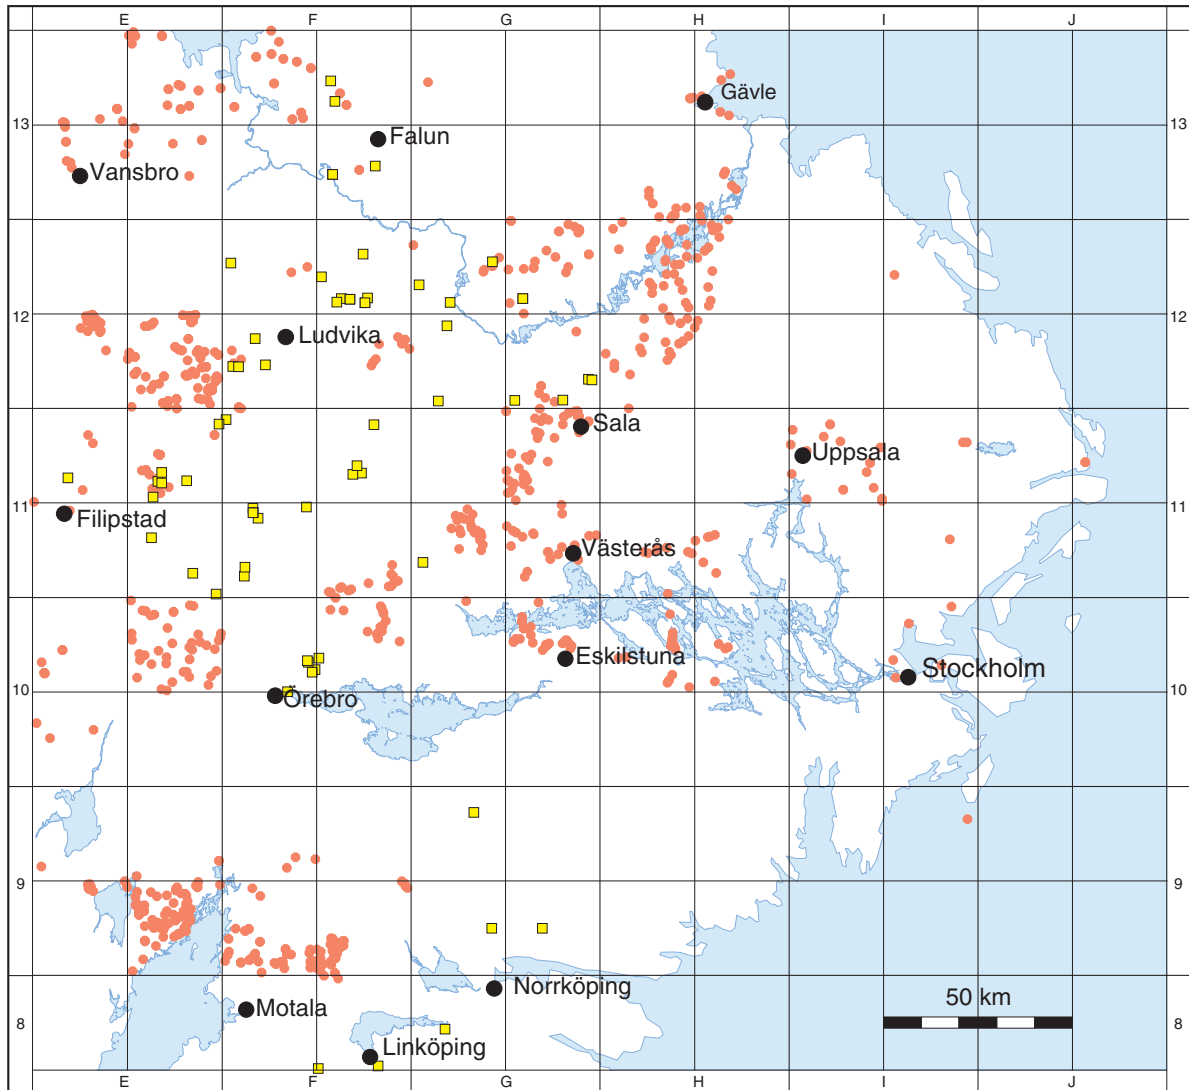 E F G H I J
Gävle
13 13
Falun
Vansbro
12 12
Ludvika
Sala
Uppsala
11 11
Filipstad
Västerås
Eskilstuna
Stockholm
10 10
Örebro
9 9
Norrköping
50 km
Motala
8 8
Linköping
E F G H I J